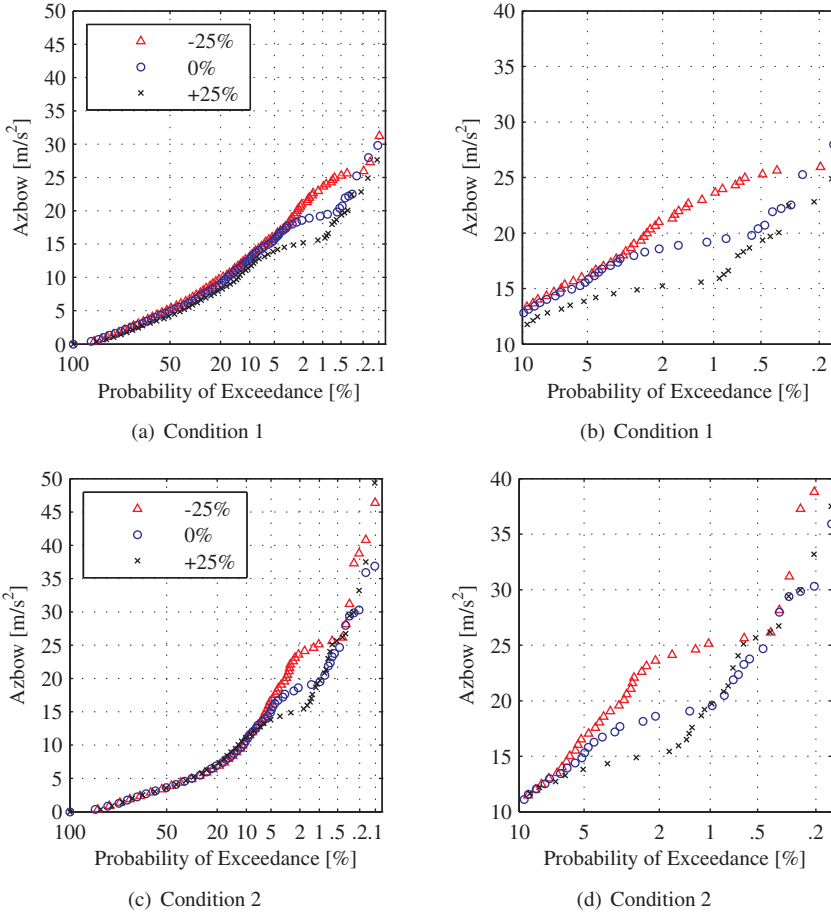 50
45
40
35
30
25
20
15
10
5
0
Azbow [m/s²]
-25%
0%
+25%
100 50 20 10 5 2 1 .5 .2 .1
Probability of Exceedance [%]
(a) Condition 1
40
35
30
25
20
15
10
Azbow [m/s²]
10 5 2 1 .5 .2
Probability of Exceedance [%]
(b) Condition 1
50
45
40
35
30
25
20
15
10
5
0
Azbow [m/s²]
-25%
0%
+25%
100 50 20 10 5 2 1 .5 .2 .1
Probability of Exceedance [%]
(c) Condition 2
40
35
30
25
20
15
10
Azbow [m/s²]
10 5 2 1 .5 .2
Probability of Exceedance [%]
(d) Condition 2